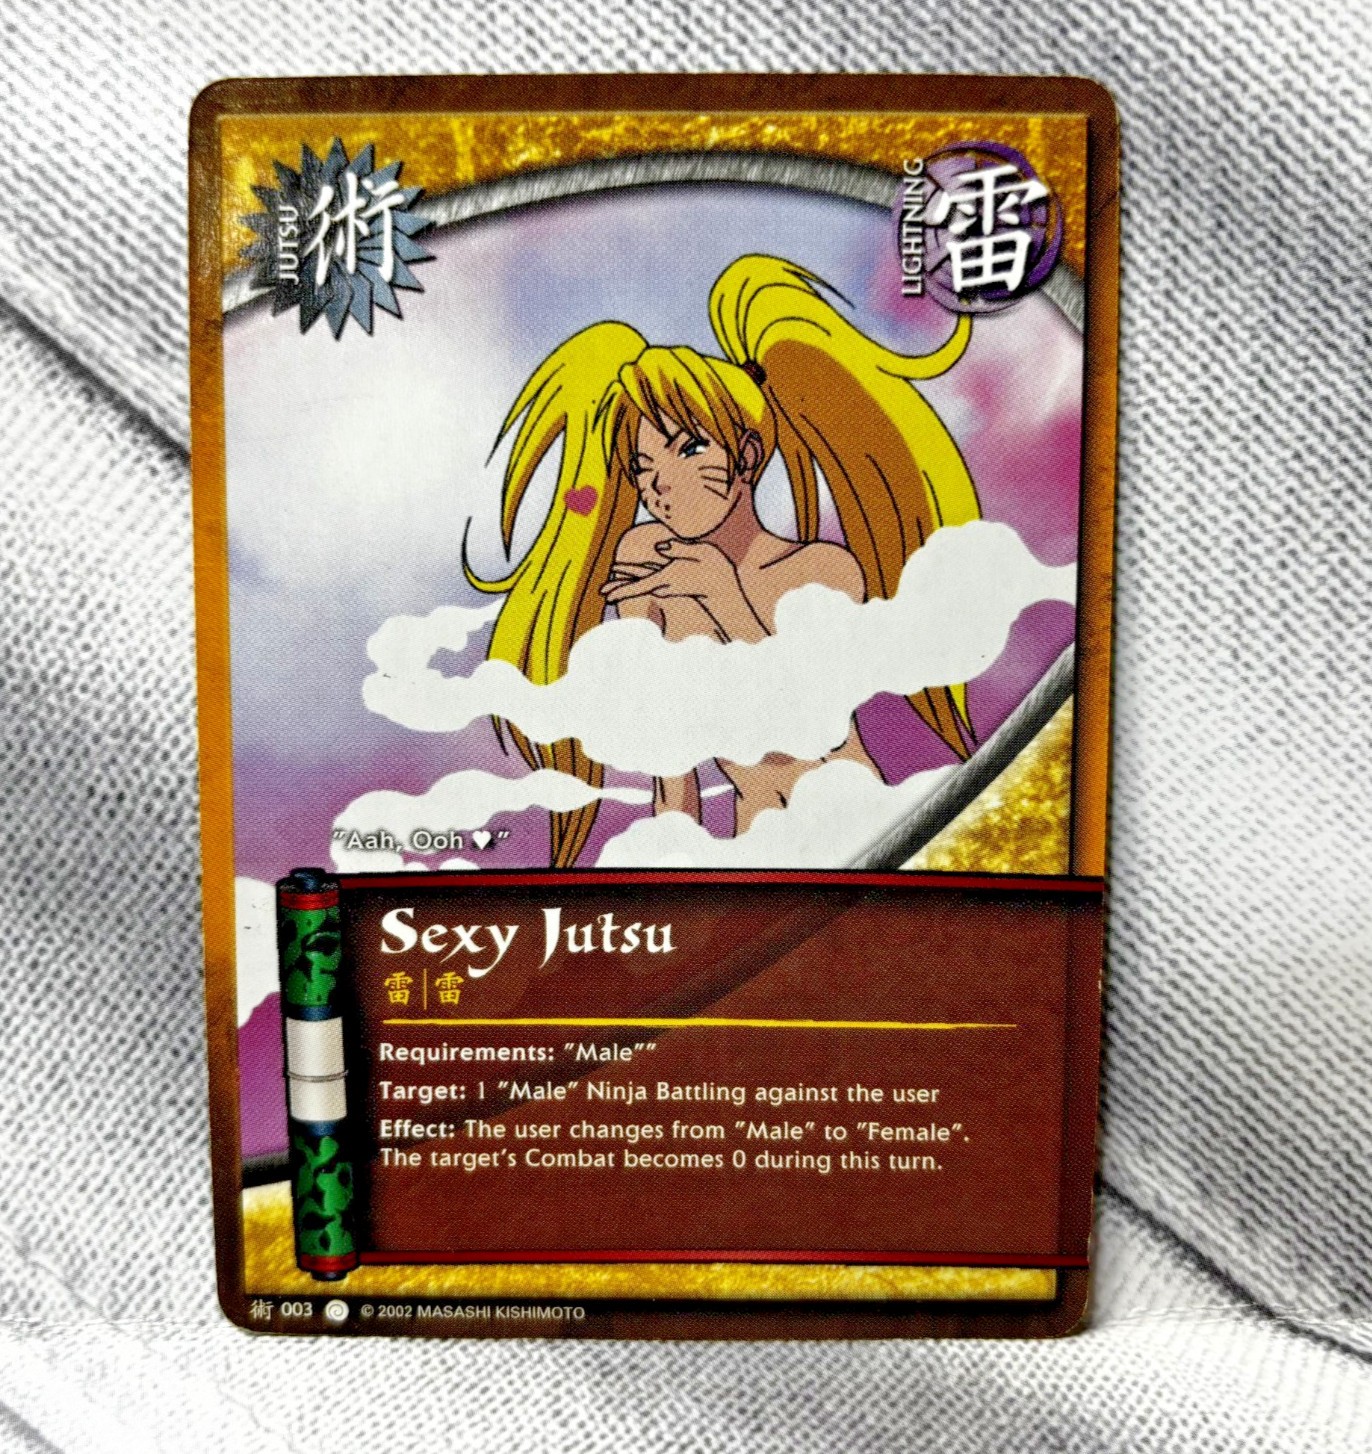 JUTSU 術
LIGHTNING 雷
"Aah, Ooh ♥"
Sexy Jutsu
雷|雷
Requirements: "Male""
Target: 1 "Male" Ninja Battling against the user
Effect: The user changes from "Male" to "Female".
The target's Combat becomes 0 during this turn.
術 003 © 2002 MASASHI KISHIMOTO